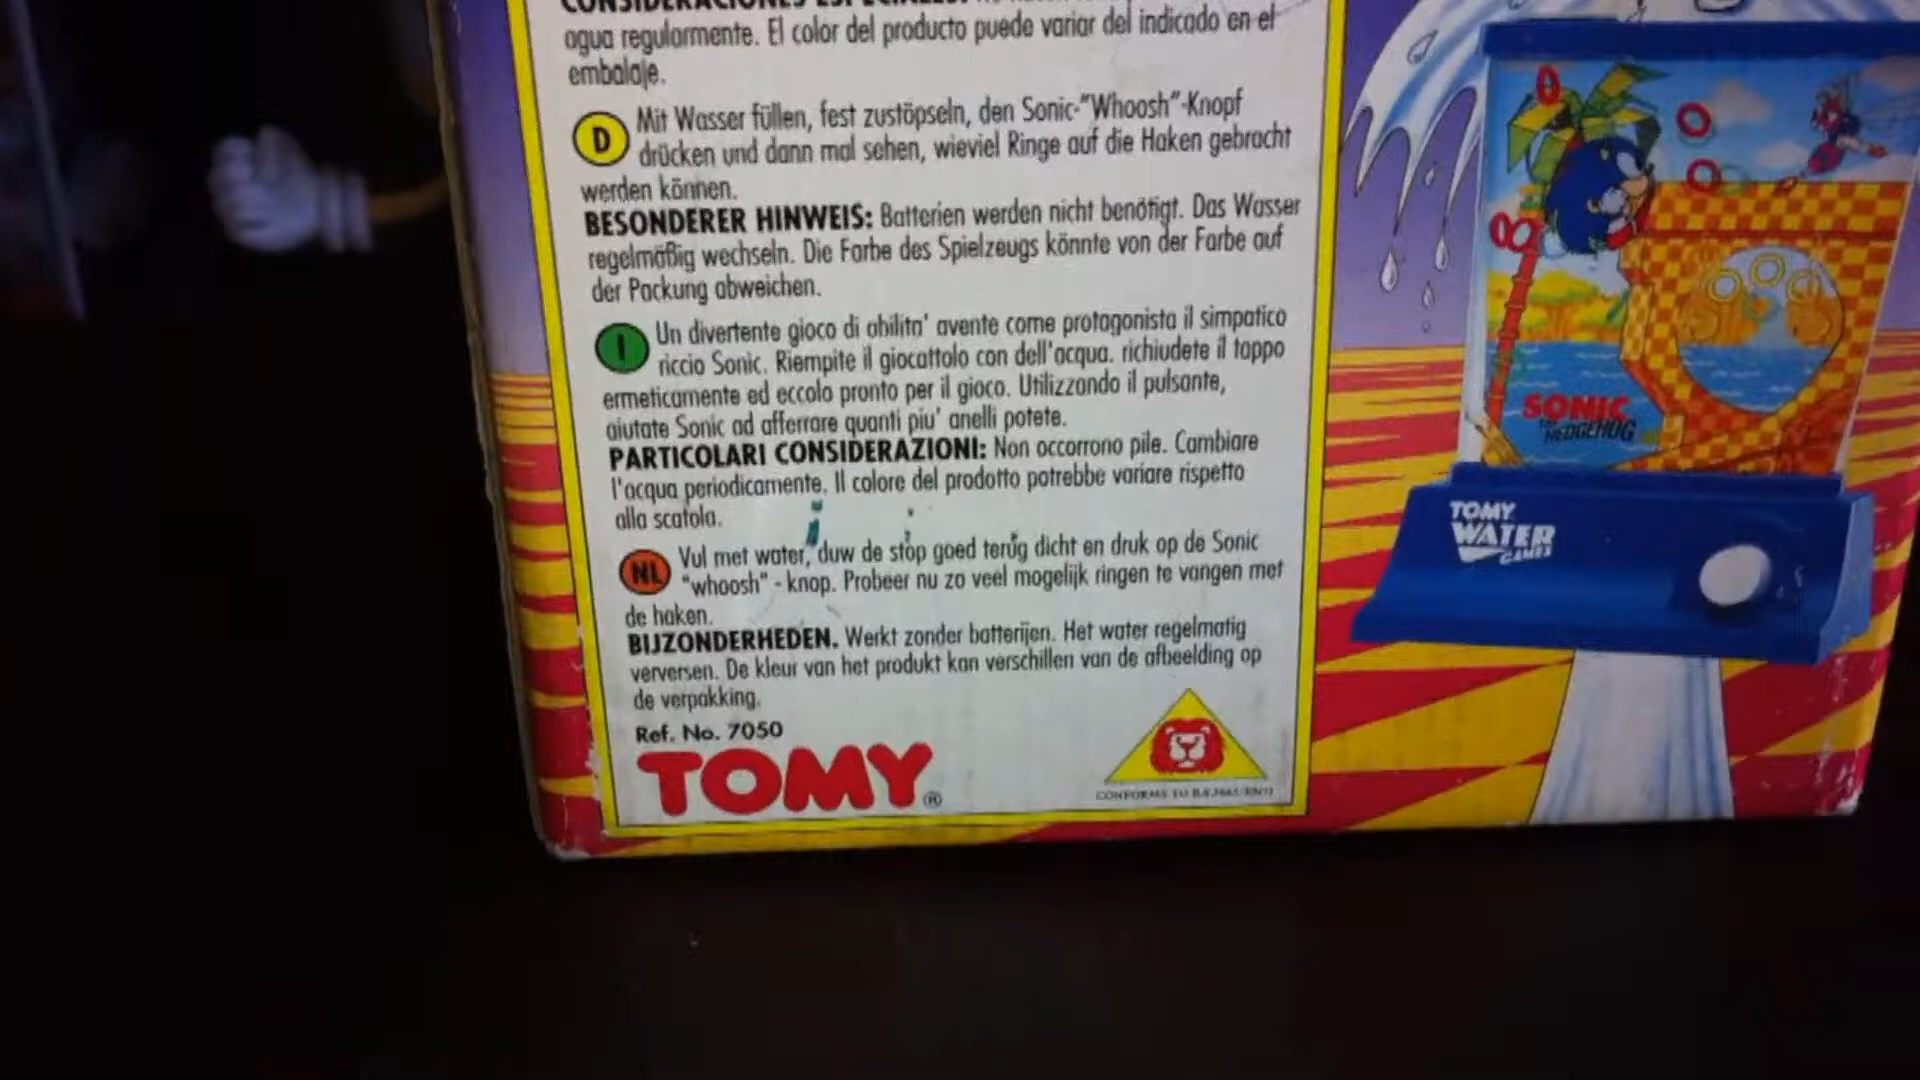 CONSIDERACIONES ESPECIALES:
agua regularmente. El color del producto puede variar del indicado en el
embalaje.
D
Mit Wasser füllen, fest zustöpseln, den Sonic-"Whoosh"-Knopf
drücken und dann mal sehen, wieviel Ringe auf die Haken gebracht
werden können.
BESONDERER HINWEIS: Batterien werden nicht benötigt. Das Wasser
regelmäßig wechseln. Die Farbe des Spielzeugs könnte von der Farbe auf
der Packung abweichen.
I
Un divertente gioco di abilita' avente come protagonista il simpatico
riccio Sonic. Riempite il giocattolo con dell'acqua. richiudete il tappo
ermeticamente ed eccolo pronto per il gioco. Utilizzando il pulsante,
aiutate Sonic ad afferrare quanti piu' anelli potete.
PARTICOLARI CONSIDERAZIONI: Non occorrono pile. Cambiare
l'acqua periodicamente. Il colore del prodotto potrebbe variare rispetto
alla scatola.
NL
Vul met water, duw de stop goed terug dicht en druk op de Sonic
"whoosh" - knop. Probeer nu zo veel mogelijk ringen te vangen met
de haken.
BIJZONDERHEDEN. Werkt zonder batterijen. Het water regelmatig
verversen. De kleur van het produkt kan verschillen van de afbeelding op
de verpakking.
Ref. No. 7050
TOMY®
CONFORMS TO
SONIC
THE
HEDGEHOG
TOMY
WATER
GAMES